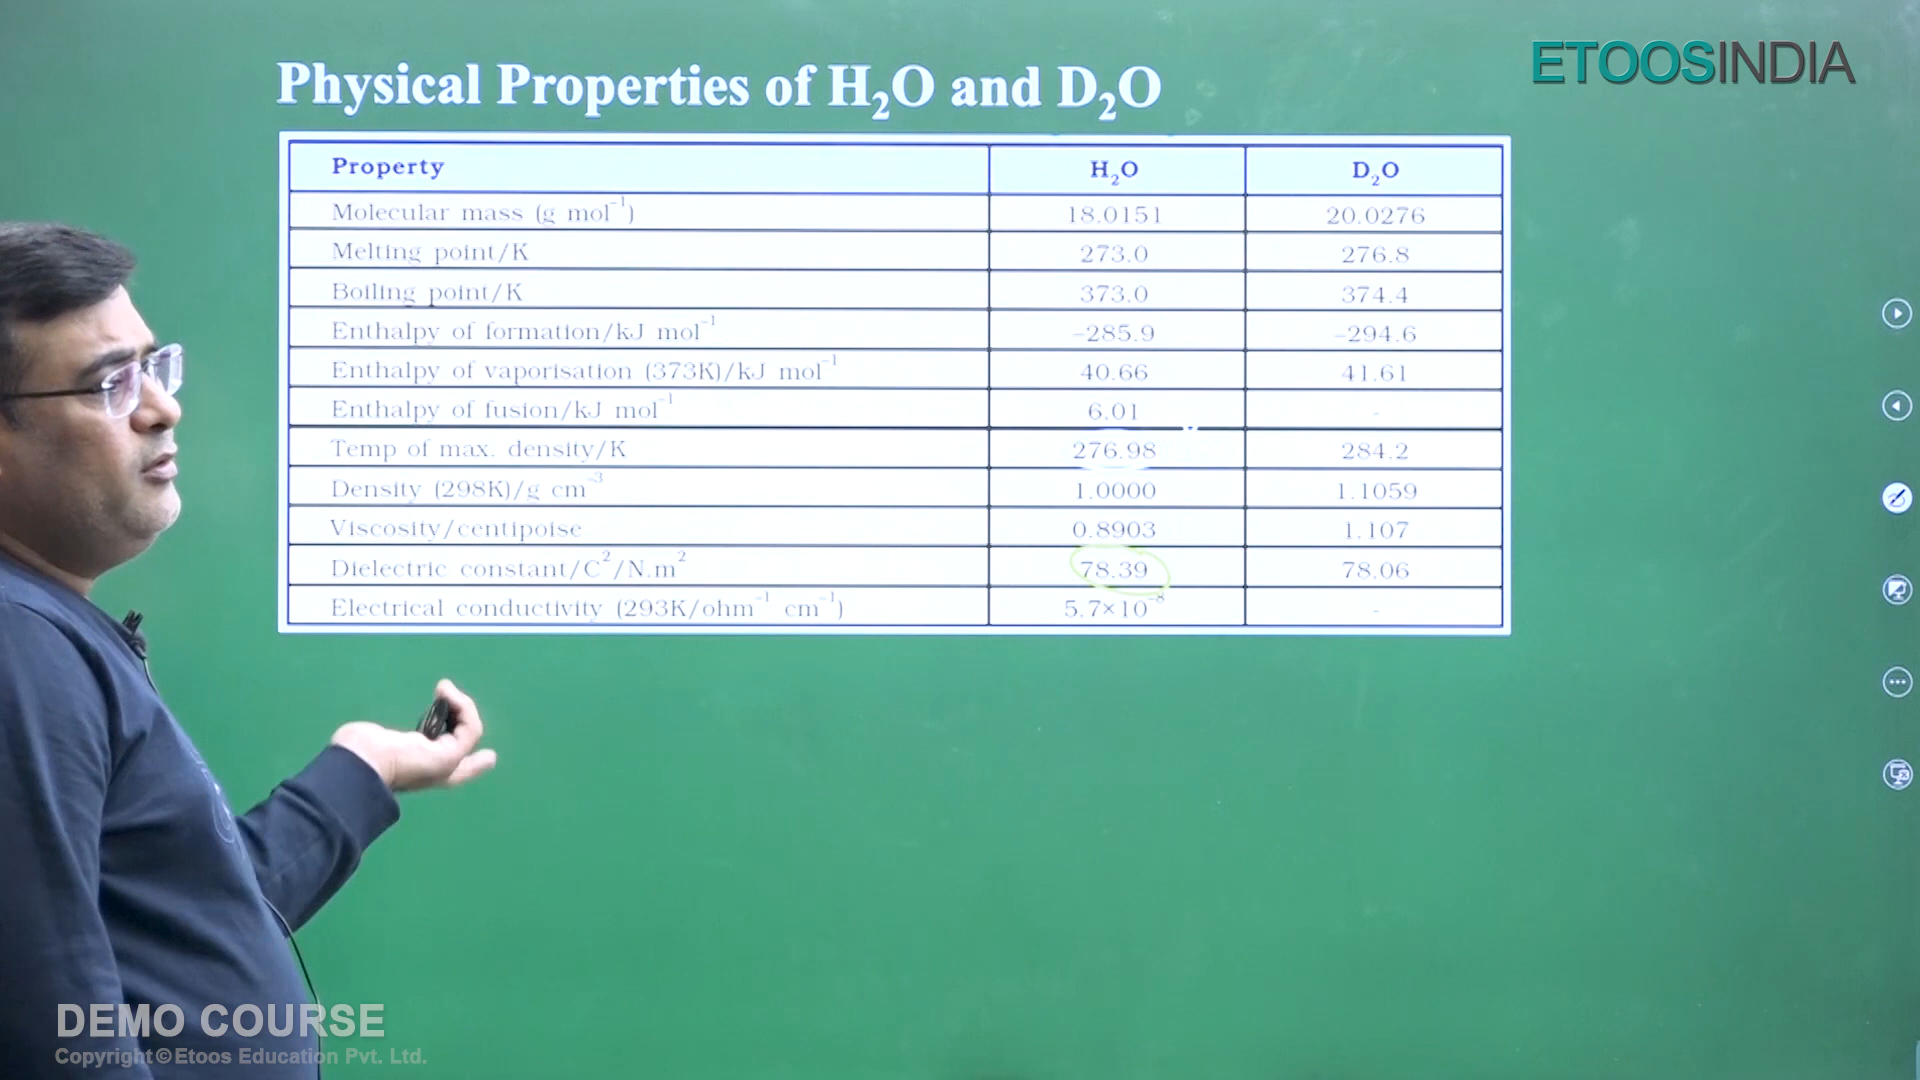 Physical Properties of H₂O and D₂O
ETOOSINDIA
Property H₂O D₂O
Molecular mass (g mol⁻¹) 18.0151 20.0276
Melting point/K 273.0 276.8
Boiling point/K 373.0 374.4
Enthalpy of formation/kJ mol⁻¹ –285.9 –294.6
Enthalpy of vaporisation (373K)/kJ mol⁻¹ 40.66 41.61
Enthalpy of fusion/kJ mol⁻¹ 6.01 -
Temp of max. density/K 276.98 284.2
Density (298K)/g cm⁻³ 1.0000 1.1059
Viscosity/centipoise 0.8903 1.107
Dielectric constant/C²/N.m² 78.39 78.06
Electrical conductivity (293K/ohm⁻¹ cm⁻¹) 5.7×10⁻⁸ -
DEMO COURSE
Copyright © Etoos Education Pvt. Ltd.